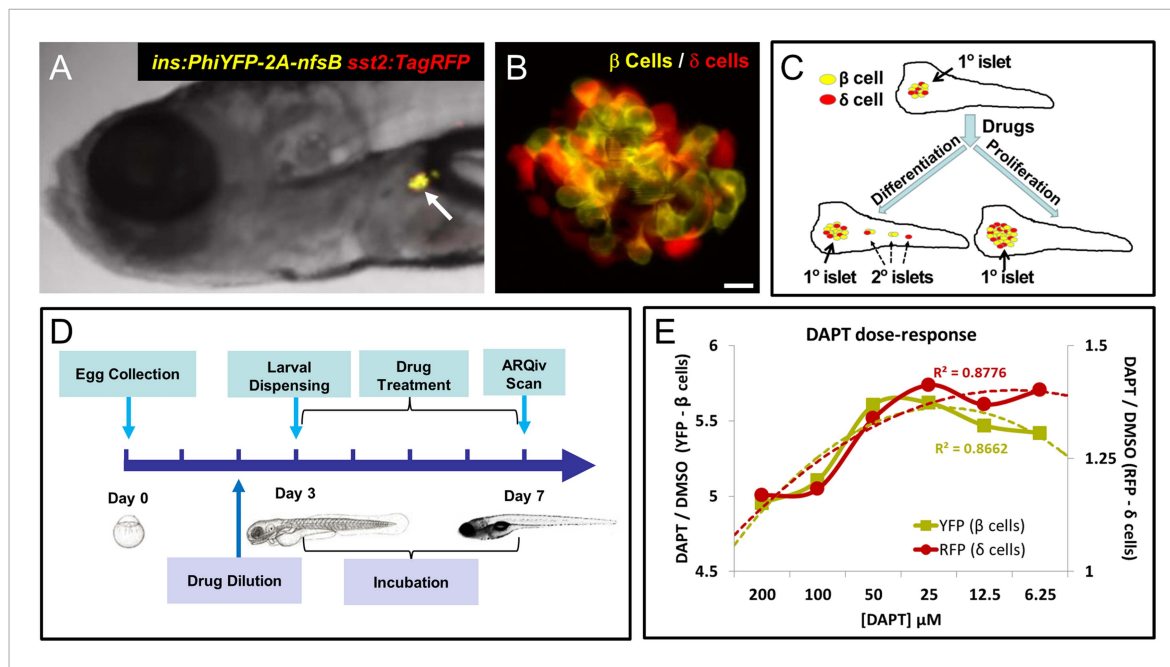 A
ins:PhiYFP-2A-nfsB sst2:TagRFP
B
β Cells / δ cells
C
β cell
δ cell
1º islet
Drugs
Differentiation
Proliferation
1º islet
2º islets
1º islet
D
Egg Collection
Larval
Dispensing
Drug
Treatment
ARQiv
Scan
Day 0
Day 3
Day 7
Drug Dilution
Incubation
E
DAPT dose-response
DAPT / DMSO (YFP - β cells)
6
5.5
5
4.5
R² = 0.8776
R² = 0.8662
YFP (β cells)
RFP (δ cells)
1.5
1.25
1
DAPT / DMSO (RFP - δ cells)
200 100 50 25 12.5 6.25
[DAPT] µM